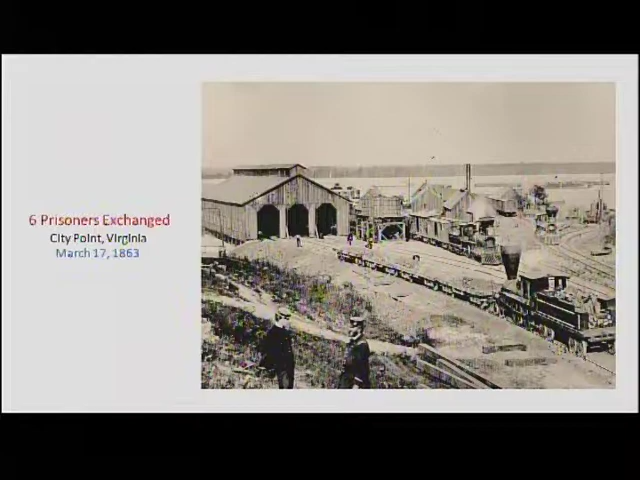 6 Prisoners Exchanged
City Point, Virginia
March 17, 1863